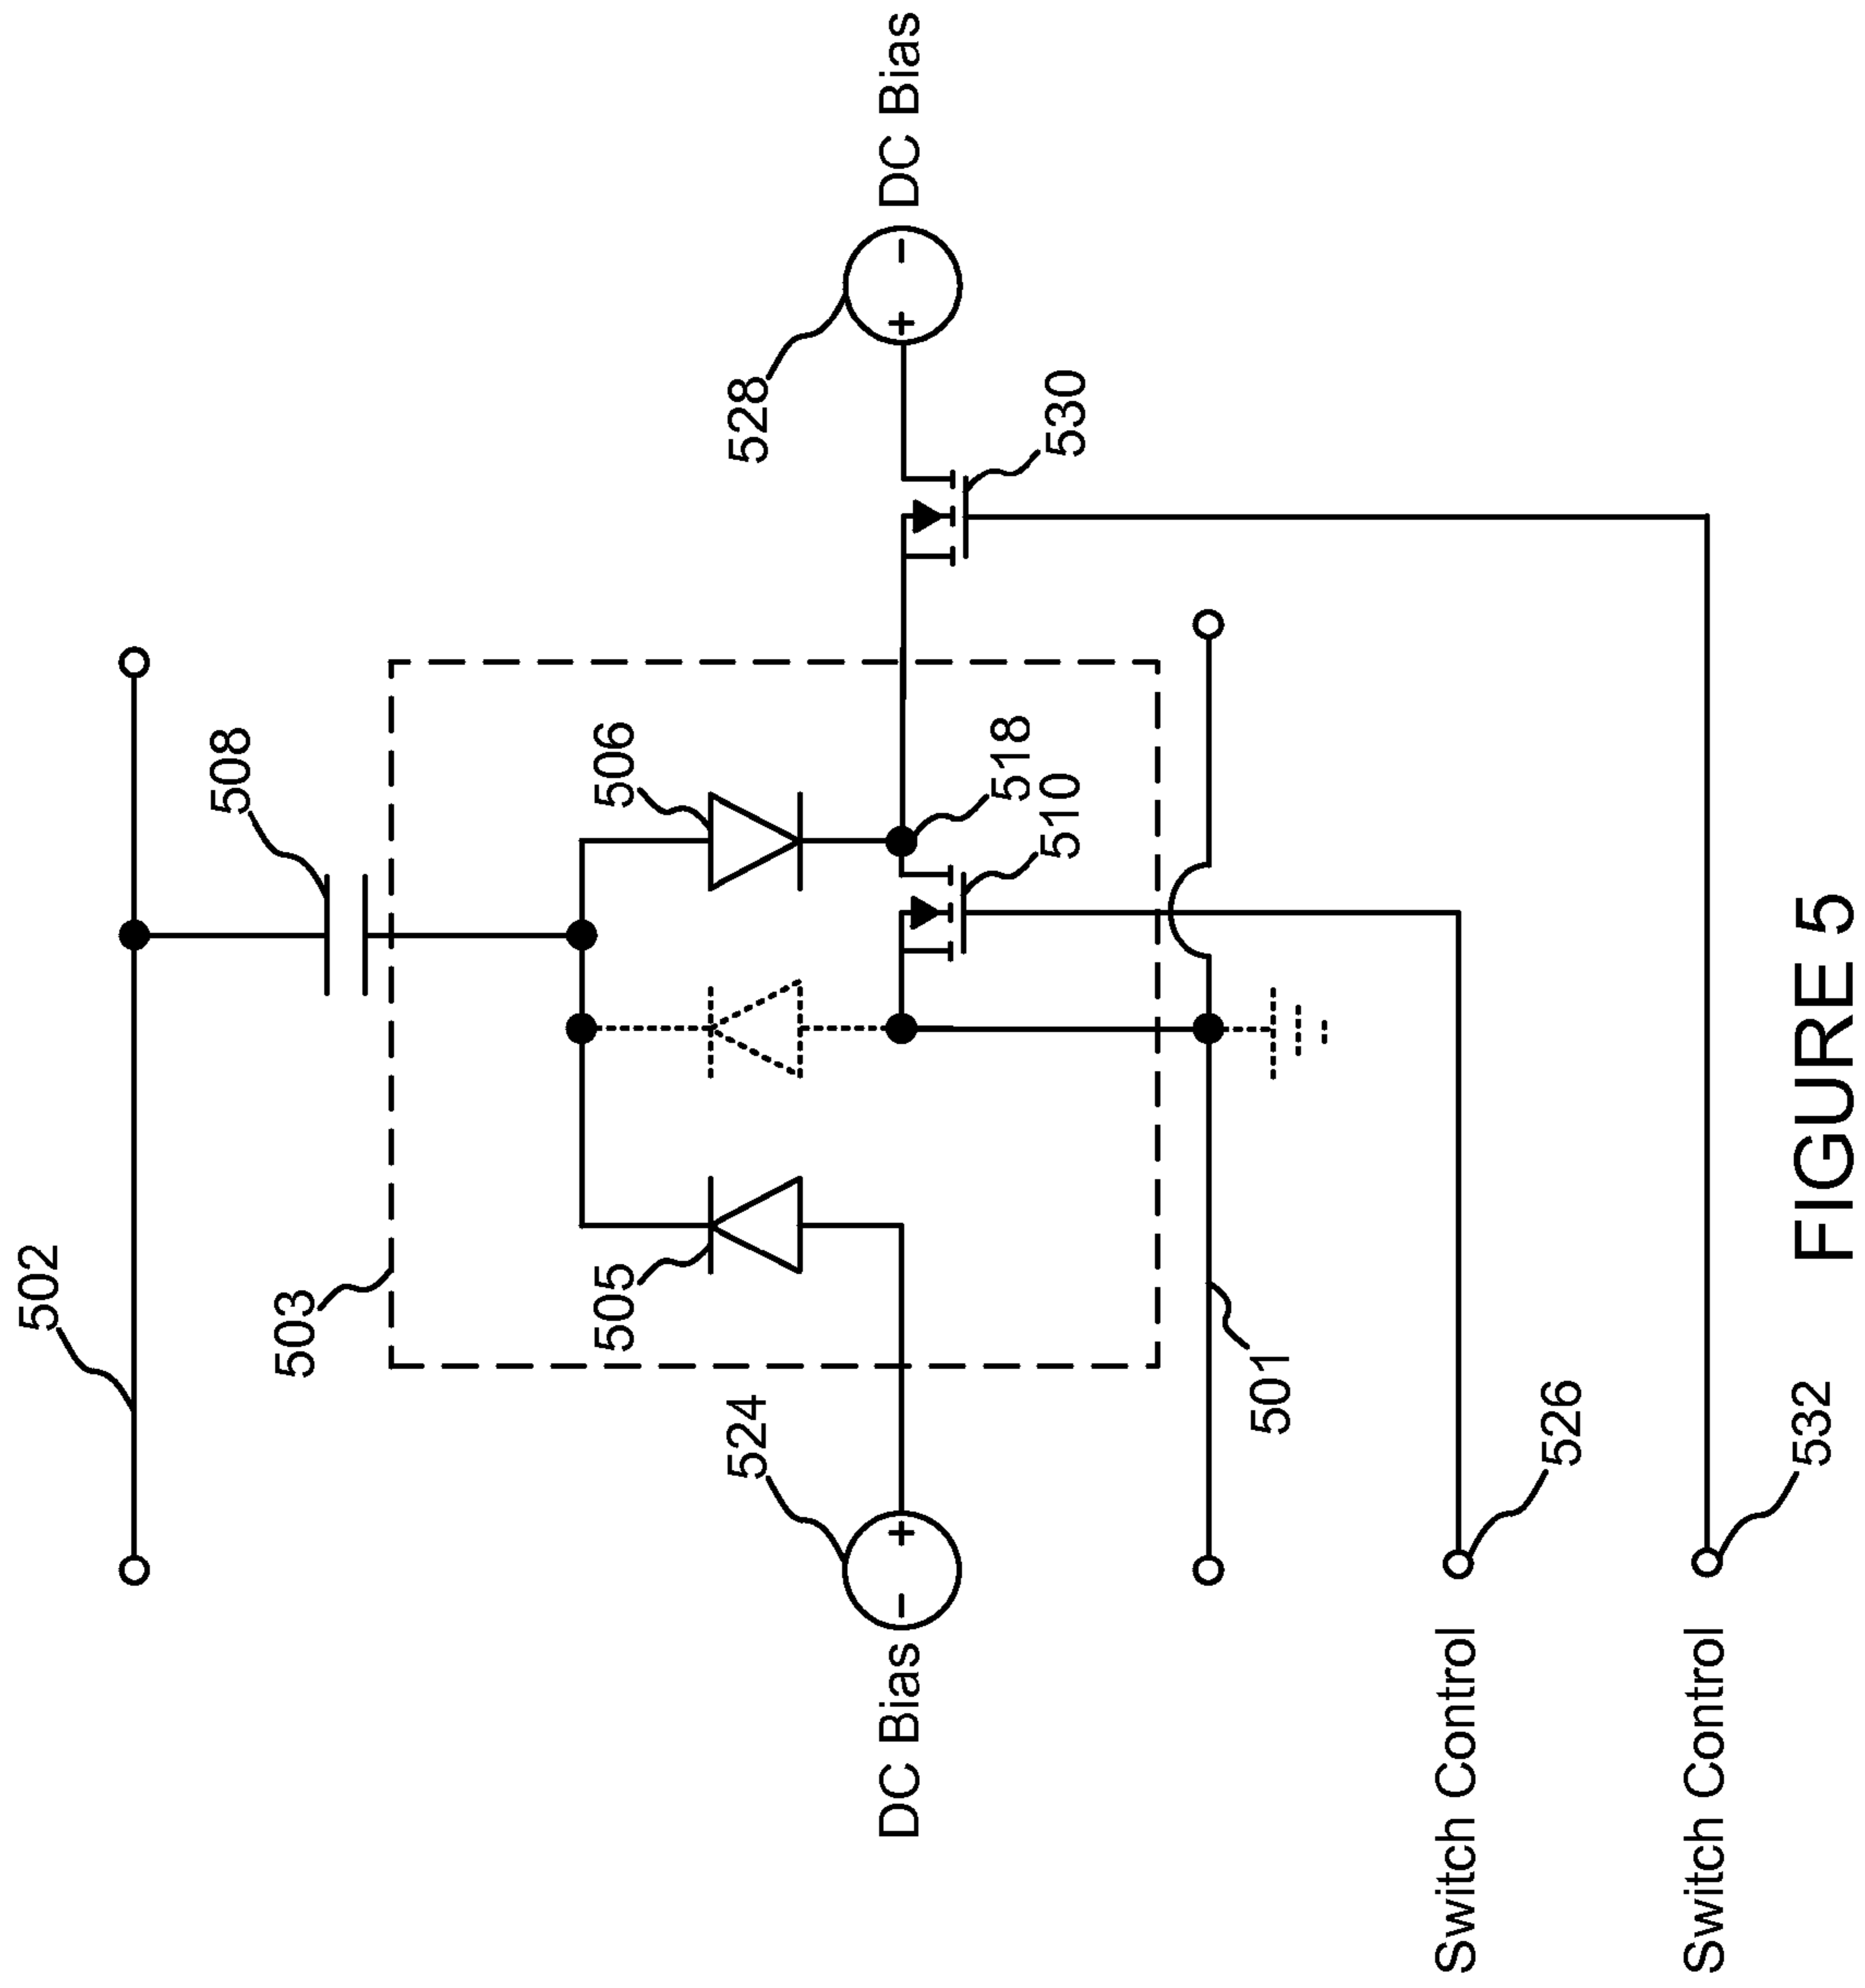 502
508
503
505
506
524
528
DC Bias
DC Bias
518
510
530
501
Switch Control
526
Switch Control
532
FIGURE 5